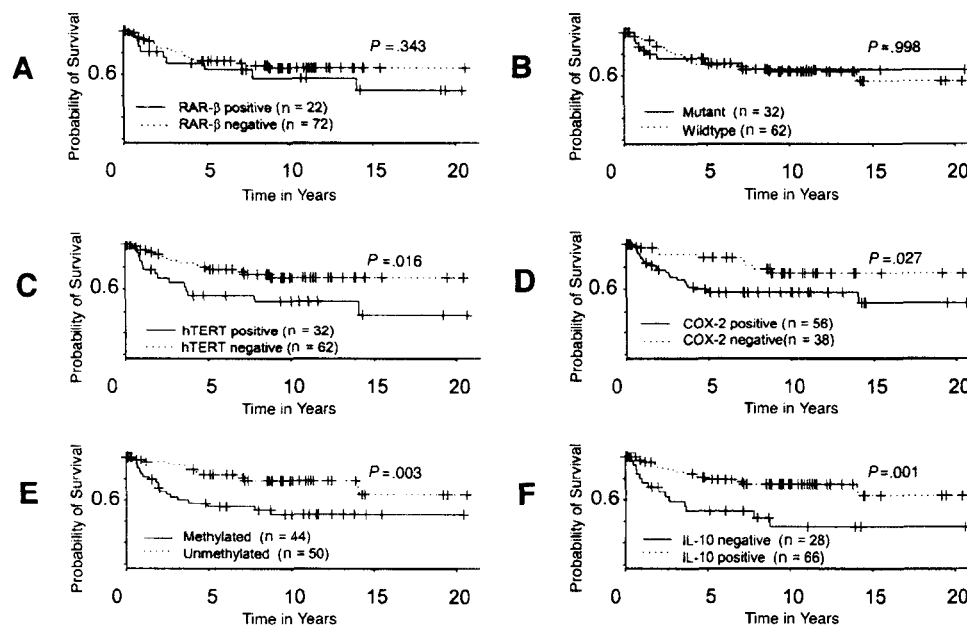 A
Probability of Survival
0.6
P = .343
RAR-β positive (n = 22)
RAR-β negative (n = 72)
0 5 10 15 20
Time in Years
B
Probability of Survival
0.6
P = .998
Mutant (n = 32)
Wildtype (n = 62)
0 5 10 15 20
Time in Years
C
Probability of Survival
0.6
P = .016
hTERT positive (n = 32)
hTERT negative (n = 62)
0 5 10 15 20
Time in Years
D
Probability of Survival
0.6
P = .027
COX-2 positive (n = 56)
COX-2 negative(n = 38)
0 5 10 15 20
Time in Years
E
Probability of Survival
0.6
P = .003
Methylated (n = 44)
Unmethylated (n = 50)
0 5 10 15 20
Time in Years
F
Probability of Survival
0.6
P = .001
IL-10 negative (n = 28)
IL-10 positive (n = 66)
0 5 10 15 20
Time in Years